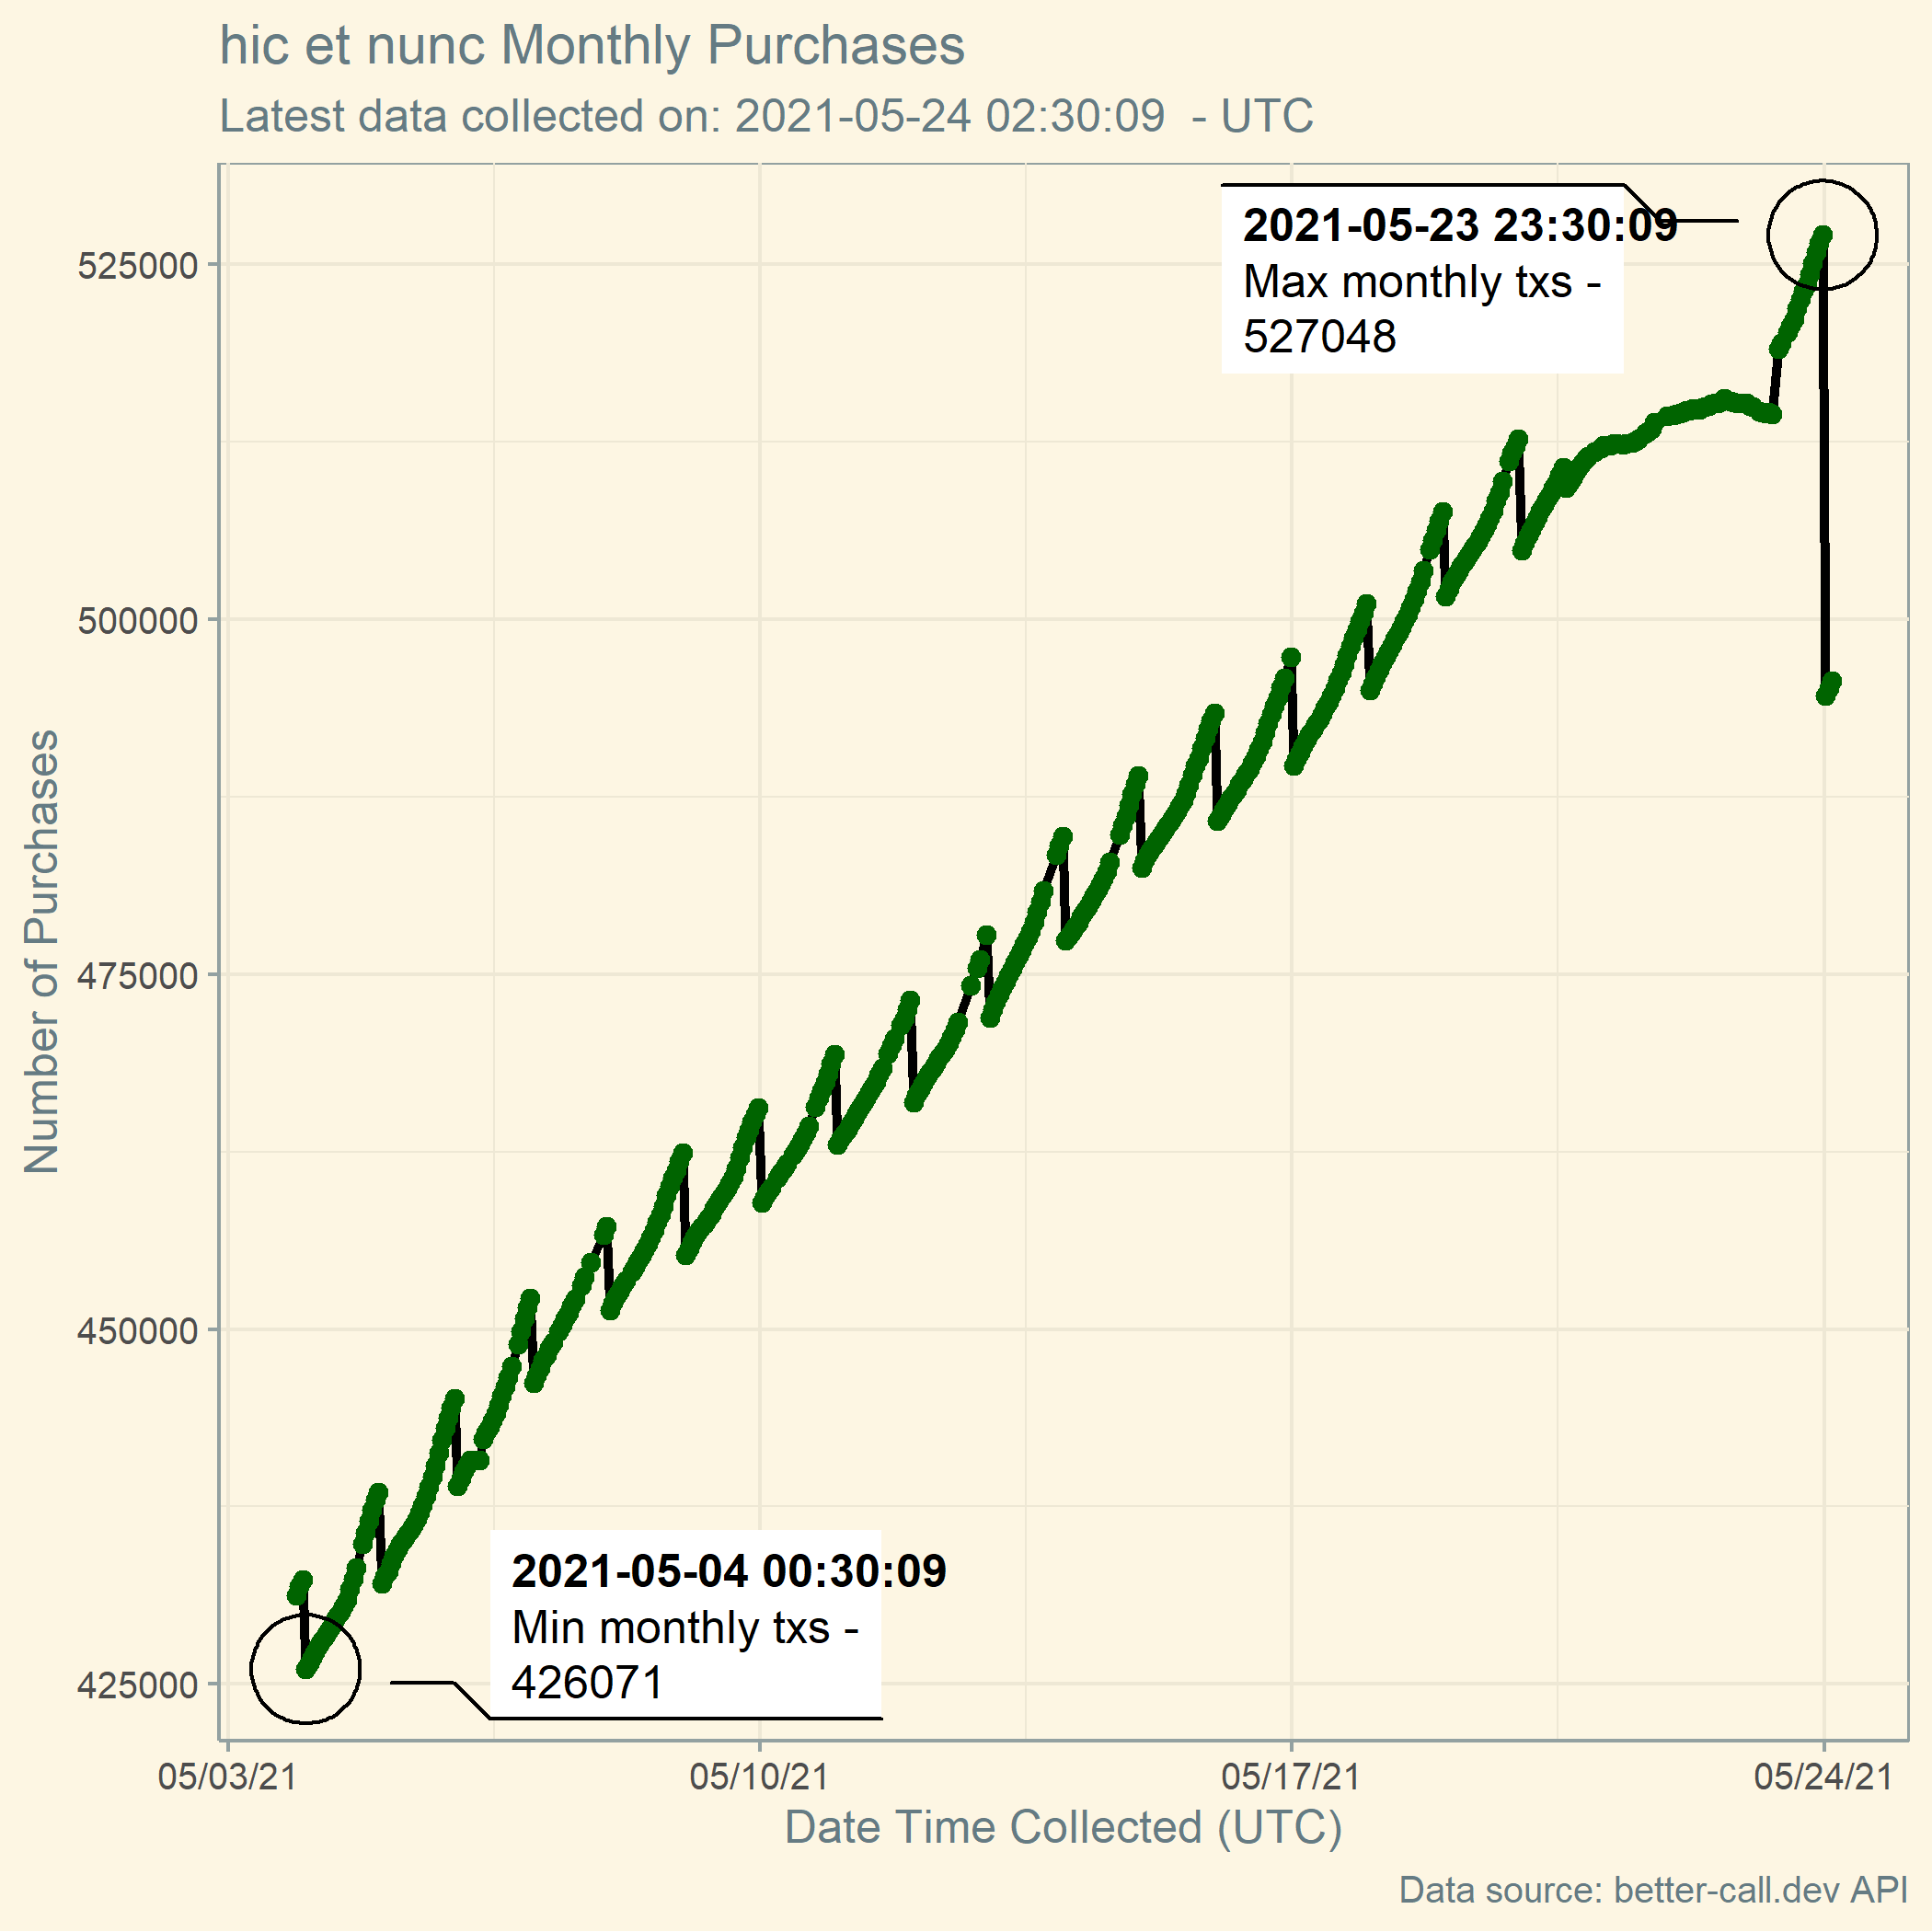 hic et nunc Monthly Purchases
Latest data collected on: 2021-05-24 02:30:09  - UTC
2021-05-23 23:30:09
Max monthly txs -
527048
525000
500000
475000
450000
425000
Number of Purchases
2021-05-04 00:30:09
Min monthly txs -
426071
05/03/21 05/10/21 05/17/21 05/24/21
Date Time Collected (UTC)
Data source: better-call.dev API